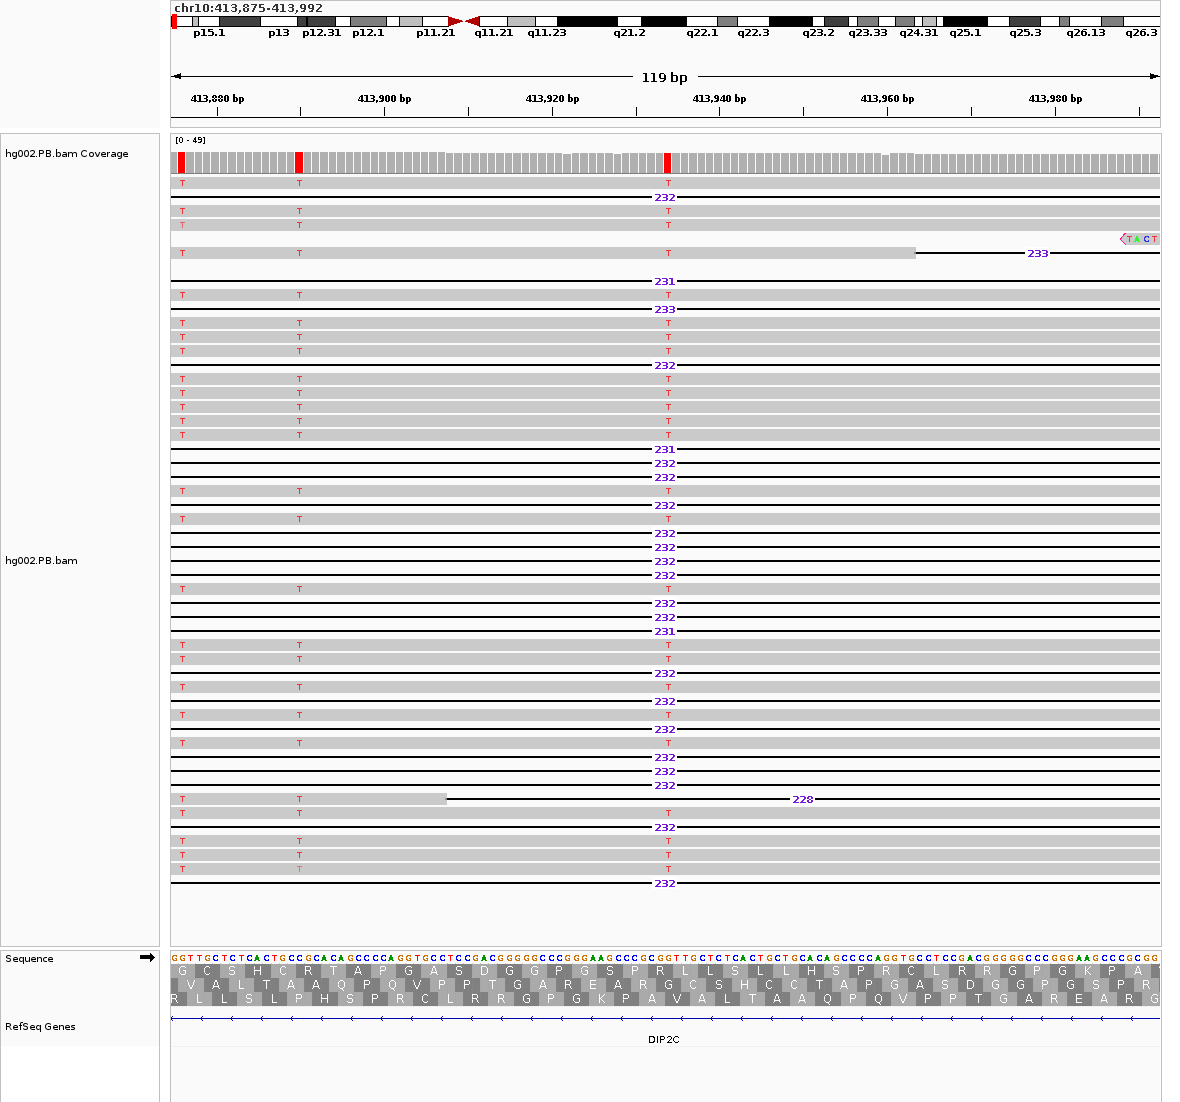 chr10:413,875-413,992
p15.1 p13 p12.31 p12.1 p11.21 q11.21 q11.23 q21.2 q22.1 q22.3 q23.2 q23.33 q24.31 q25.1 q25.3 q26.13 q26.3
119 bp
413,880 bp 413,900 bp 413,920 bp 413,940 bp 413,960 bp 413,980 bp
[0 - 49]
hg002.PB.bam Coverage
T T T
232
T T T
T T T
T A C T
T T T 233
231
T T T
233
T T T
T T T
T T T
232
T T T
T T T
T T T
T T T
T T T
231
232
232
T T T
232
T T T
232
232
hg002.PB.bam 232
232
T T T
232
232
231
T T T
T T T
232
T T T
232
T T T
232
T T T
232
232
232
T T 228
T T T
232
T T T
T T T
T T T
232
Sequence GGTTGCTCTCACTGCCGCACAGCCCCAGGTGCCTCCGACGGGGGCCCGGGAAGCCCGCGGTTGCTCTCACTGCTGCACAGCCCCAGGTGCCTCCGACGGGGGCCCGGGAAGCCCGCGG
G C S H C R T A P G A S D G G P G S P R L L S L L H S P R C L R R G P G K P A
V A L T A A Q P Q V P P T G A R E A R G C S H C C T A P G A S D G G P G S P R
R L L S L P H S P R C L R R G P G K P A V A L T A A Q P Q V P P T G A R E A R G
RefSeq Genes
DIP2C